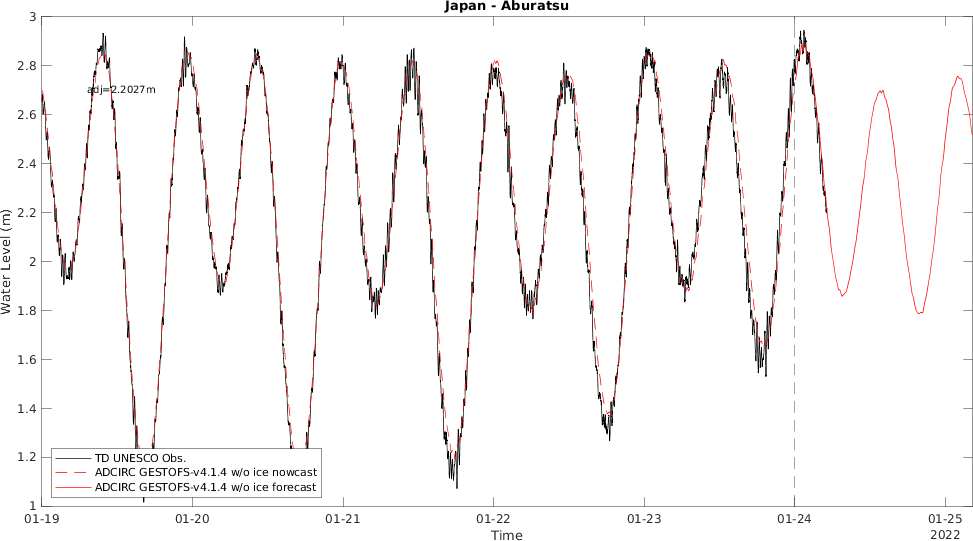 Japan - Aburatsu
3
2.8
2.6
2.4
2.2
2
1.8
1.6
1.4
1.2
1
Water Level (m)
adj=2.2027m
TD UNESCO Obs.
ADCIRC GESTOFS-v4.1.4 w/o ice nowcast
ADCIRC GESTOFS-v4.1.4 w/o ice forecast
01-19 01-20 01-21 01-22 01-23 01-24 01-25
Time
2022